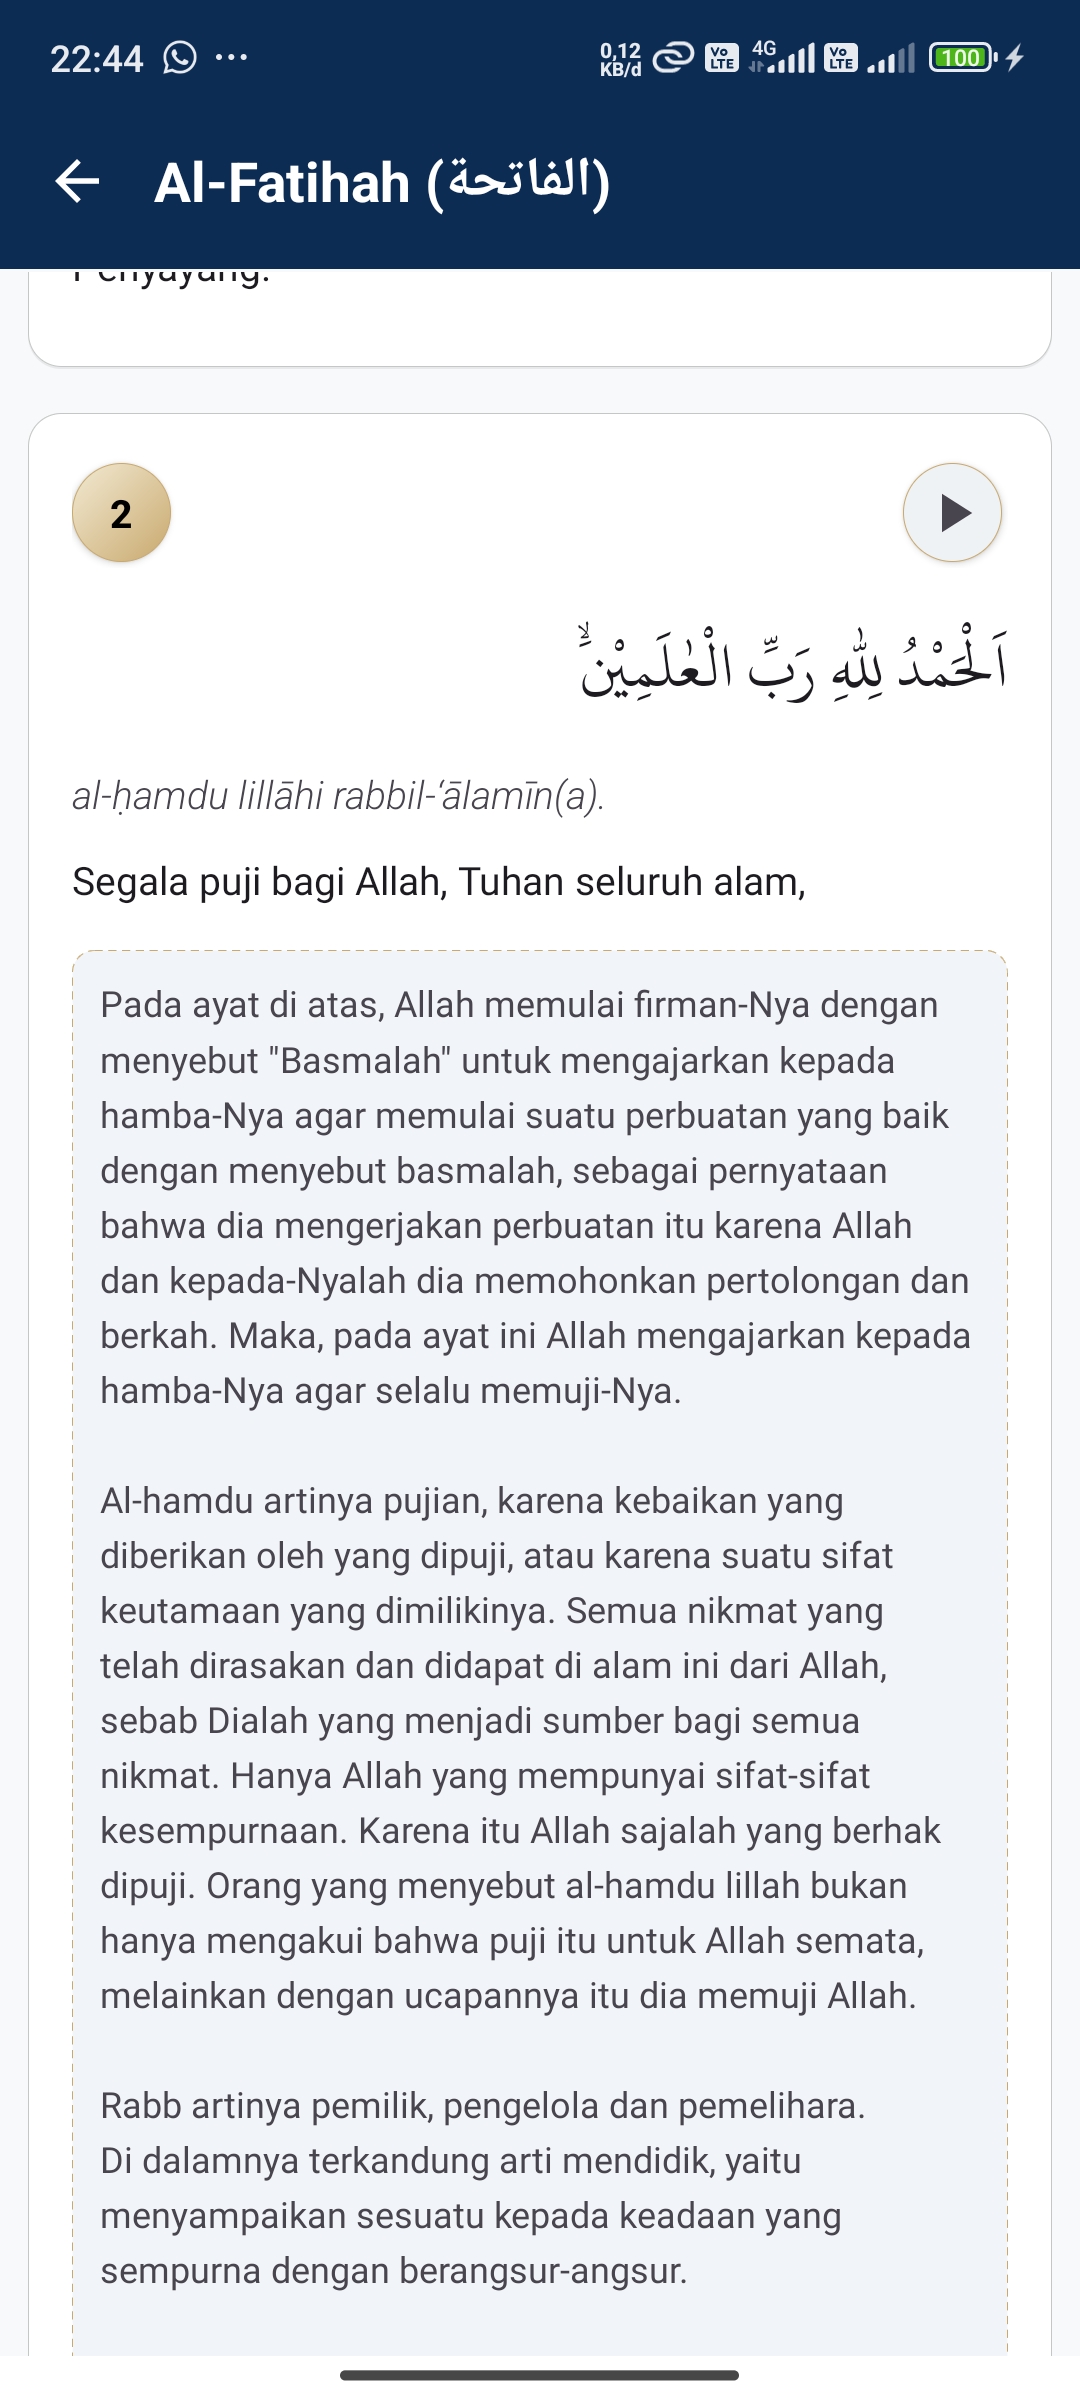 22:44
0,12
KB/d
Vo
LTE
4G
Vo
LTE
100
Al-Fatihah (الفاتحة)
Penyayang.
2
اَلْحَمْدُ لِلّٰهِ رَبِّ الْعٰلَمِيْنَۙ
al-ḥamdu lillāhi rabbil-‘ālamīn(a).
Segala puji bagi Allah, Tuhan seluruh alam,
Pada ayat di atas, Allah memulai firman-Nya dengan
menyebut "Basmalah" untuk mengajarkan kepada
hamba-Nya agar memulai suatu perbuatan yang baik
dengan menyebut basmalah, sebagai pernyataan
bahwa dia mengerjakan perbuatan itu karena Allah
dan kepada-Nyalah dia memohonkan pertolongan dan
berkah. Maka, pada ayat ini Allah mengajarkan kepada
hamba-Nya agar selalu memuji-Nya.
Al-hamdu artinya pujian, karena kebaikan yang
diberikan oleh yang dipuji, atau karena suatu sifat
keutamaan yang dimilikinya. Semua nikmat yang
telah dirasakan dan didapat di alam ini dari Allah,
sebab Dialah yang menjadi sumber bagi semua
nikmat. Hanya Allah yang mempunyai sifat-sifat
kesempurnaan. Karena itu Allah sajalah yang berhak
dipuji. Orang yang menyebut al-hamdu lillah bukan
hanya mengakui bahwa puji itu untuk Allah semata,
melainkan dengan ucapannya itu dia memuji Allah.
Rabb artinya pemilik, pengelola dan pemelihara.
Di dalamnya terkandung arti mendidik, yaitu
menyampaikan sesuatu kepada keadaan yang
sempurna dengan berangsur-angsur.